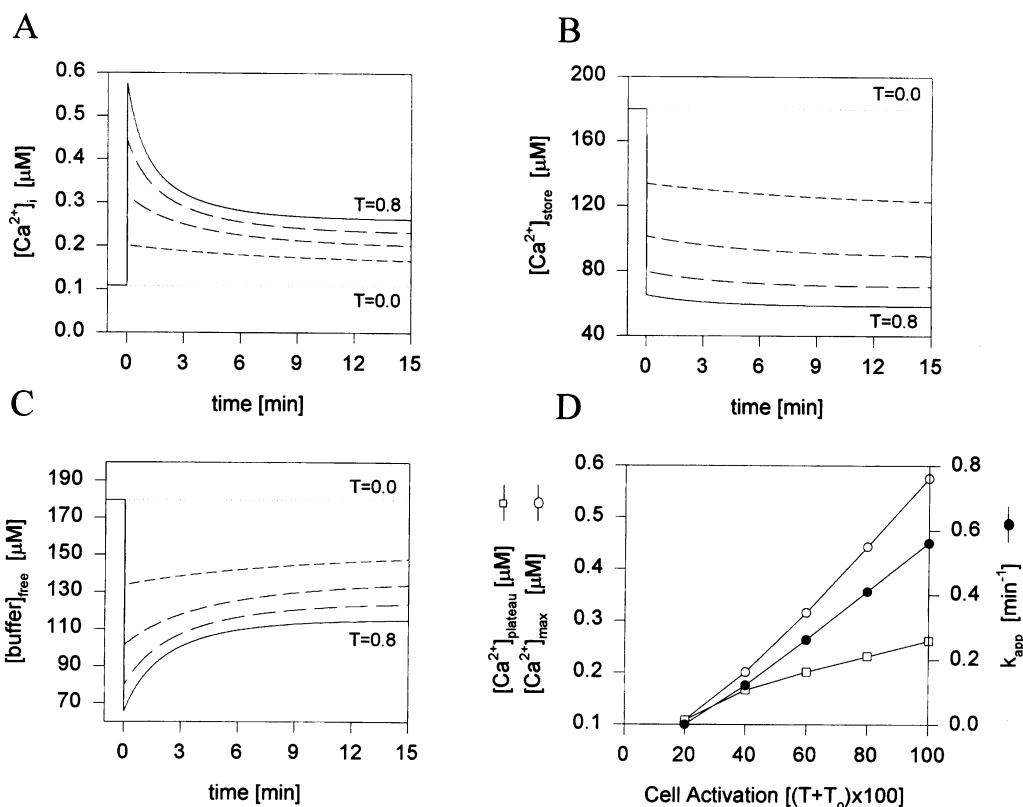 A
0.6
0.5
0.4
0.3
0.2
0.1
0.0
[Ca2+]i [µM]
T=0.8
T=0.0
0 3 6 9 12 15
time [min]
B
200
160
120
80
40
[Ca2+]store [µM]
T=0.0
T=0.8
0 3 6 9 12 15
time [min]
C
190
170
150
130
110
90
70
[buffer]free [µM]
T=0.0
T=0.8
0 3 6 9 12 15
time [min]
D
[Ca2+]plateau [µM]
[Ca2+]max [µM]
0.6
0.5
0.4
0.3
0.2
0.1
0.8
0.6
0.4
0.2
0.0
kapp [min-1]
0 20 40 60 80 100
Cell Activation [(T+To)x100]